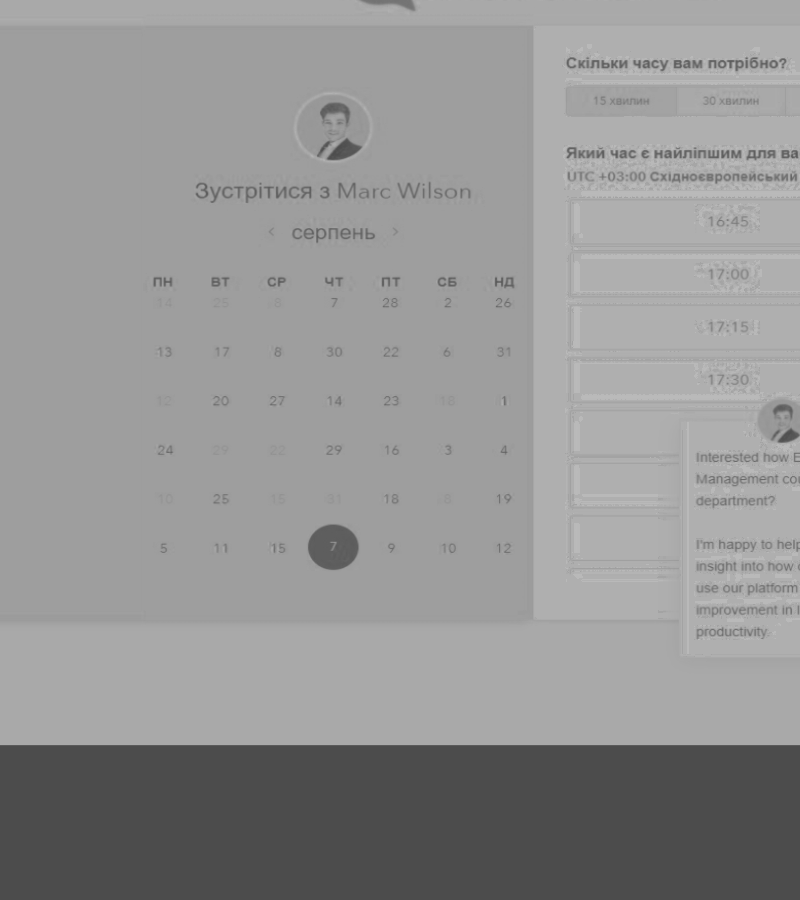 Зустрітися з Marc Wilson
‹ серпень ›
ПН ВТ СР ЧТ ПТ СБ НД
14 25 7 28 2 26
13 17 8 30 22 6 31
12 20 27 14 23 18 1
24 29 22 29 16 3 4
10 25 15 31 18 19
5 11 15 7 9 10 12
Скільки часу вам потрібно?
15 хвилин 30 хвилин
Який час є найліпшим для ва
UTC +03:00 Східноєвропейський
16:45
17:00
17:15
17:30
Interested how E
Management co
department?
I'm happy to help
insight into how
use our platform
improvement in
productivity.